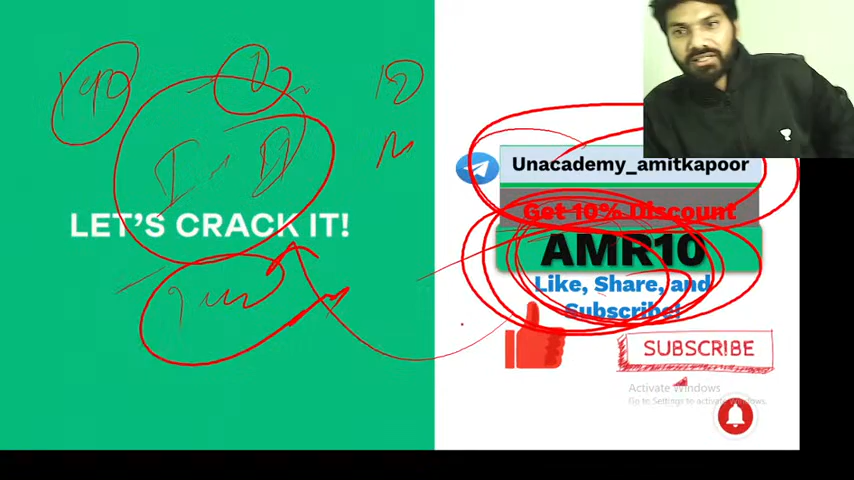 LET'S CRACK IT!
Unacademy_amitkapoor
Get 10% Discount
AMR10
Like, Share, and
Subscribe!
SUBSCRIBE
Activate Windows
Go to Settings to activate Windows.